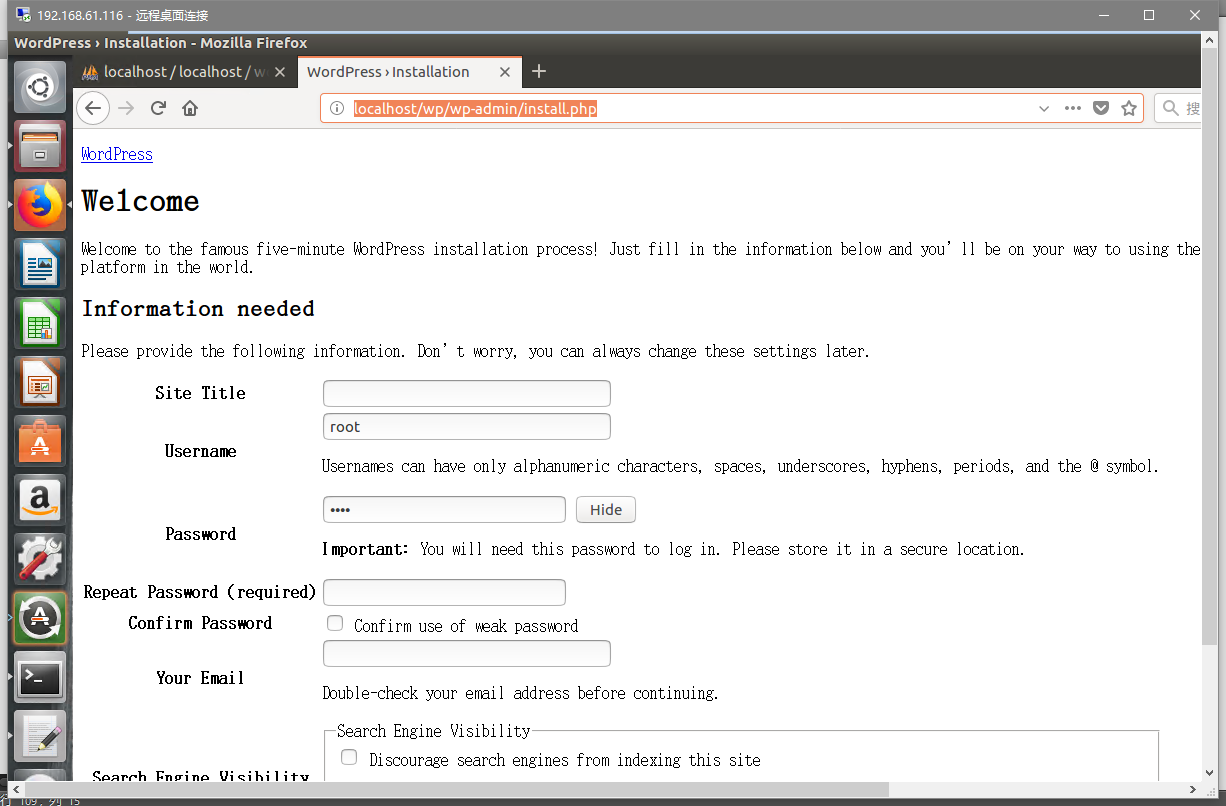 192.168.61.116 - 远程桌面连接
WordPress › Installation - Mozilla Firefox
localhost / localhost / w
WordPress › Installation
localhost/wp/wp-admin/install.php
搜
WordPress
Welcome
Welcome to the famous five-minute WordPress installation process! Just fill in the information below and you’ll be on your way to using the
platform in the world.
Information needed
Please provide the following information. Don’t worry, you can always change these settings later.
Site Title
root
Username
Usernames can have only alphanumeric characters, spaces, underscores, hyphens, periods, and the @ symbol.
••••
Hide
Password
Important: You will need this password to log in. Please store it in a secure location.
Repeat Password (required)
Confirm Password
Confirm use of weak password
Your Email
Double-check your email address before continuing.
Search Engine Visibility
Discourage search engines from indexing this site
Search Engine Visibility
行 109, 列 15